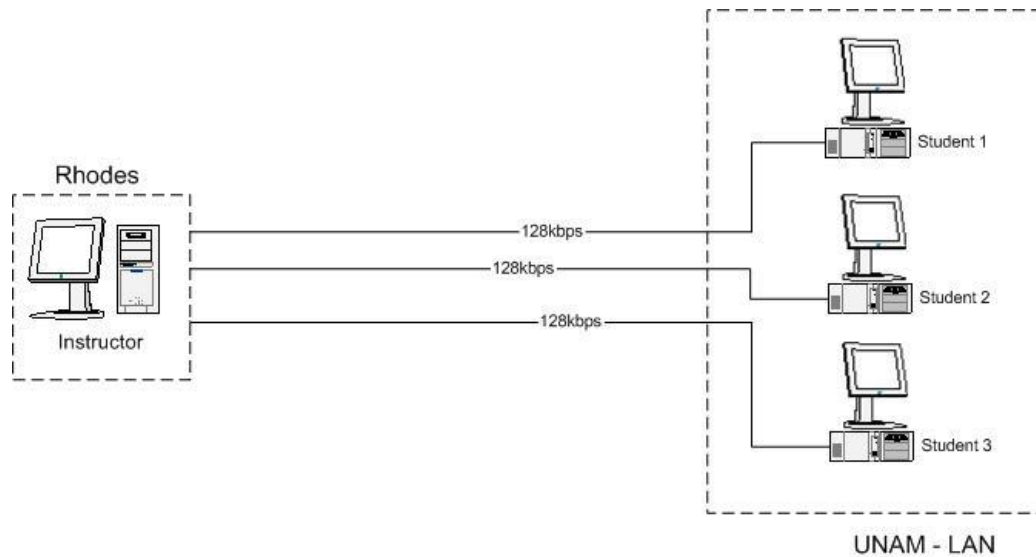 Rhodes
Instructor
128kbps
128kbps
128kbps
Student 1
Student 2
Student 3
UNAM - LAN